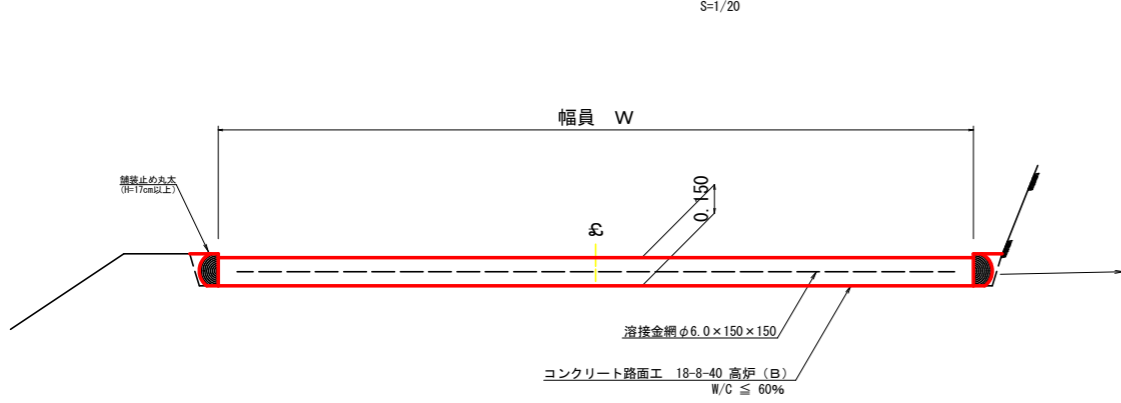 S=1/20
幅員　W
舗装止め丸太
(H=17cm以上)
0.150
℄
溶接金網φ6.0×150×150
コンクリート路面工　18-8-40 高炉（B）
W/C ≦ 60%